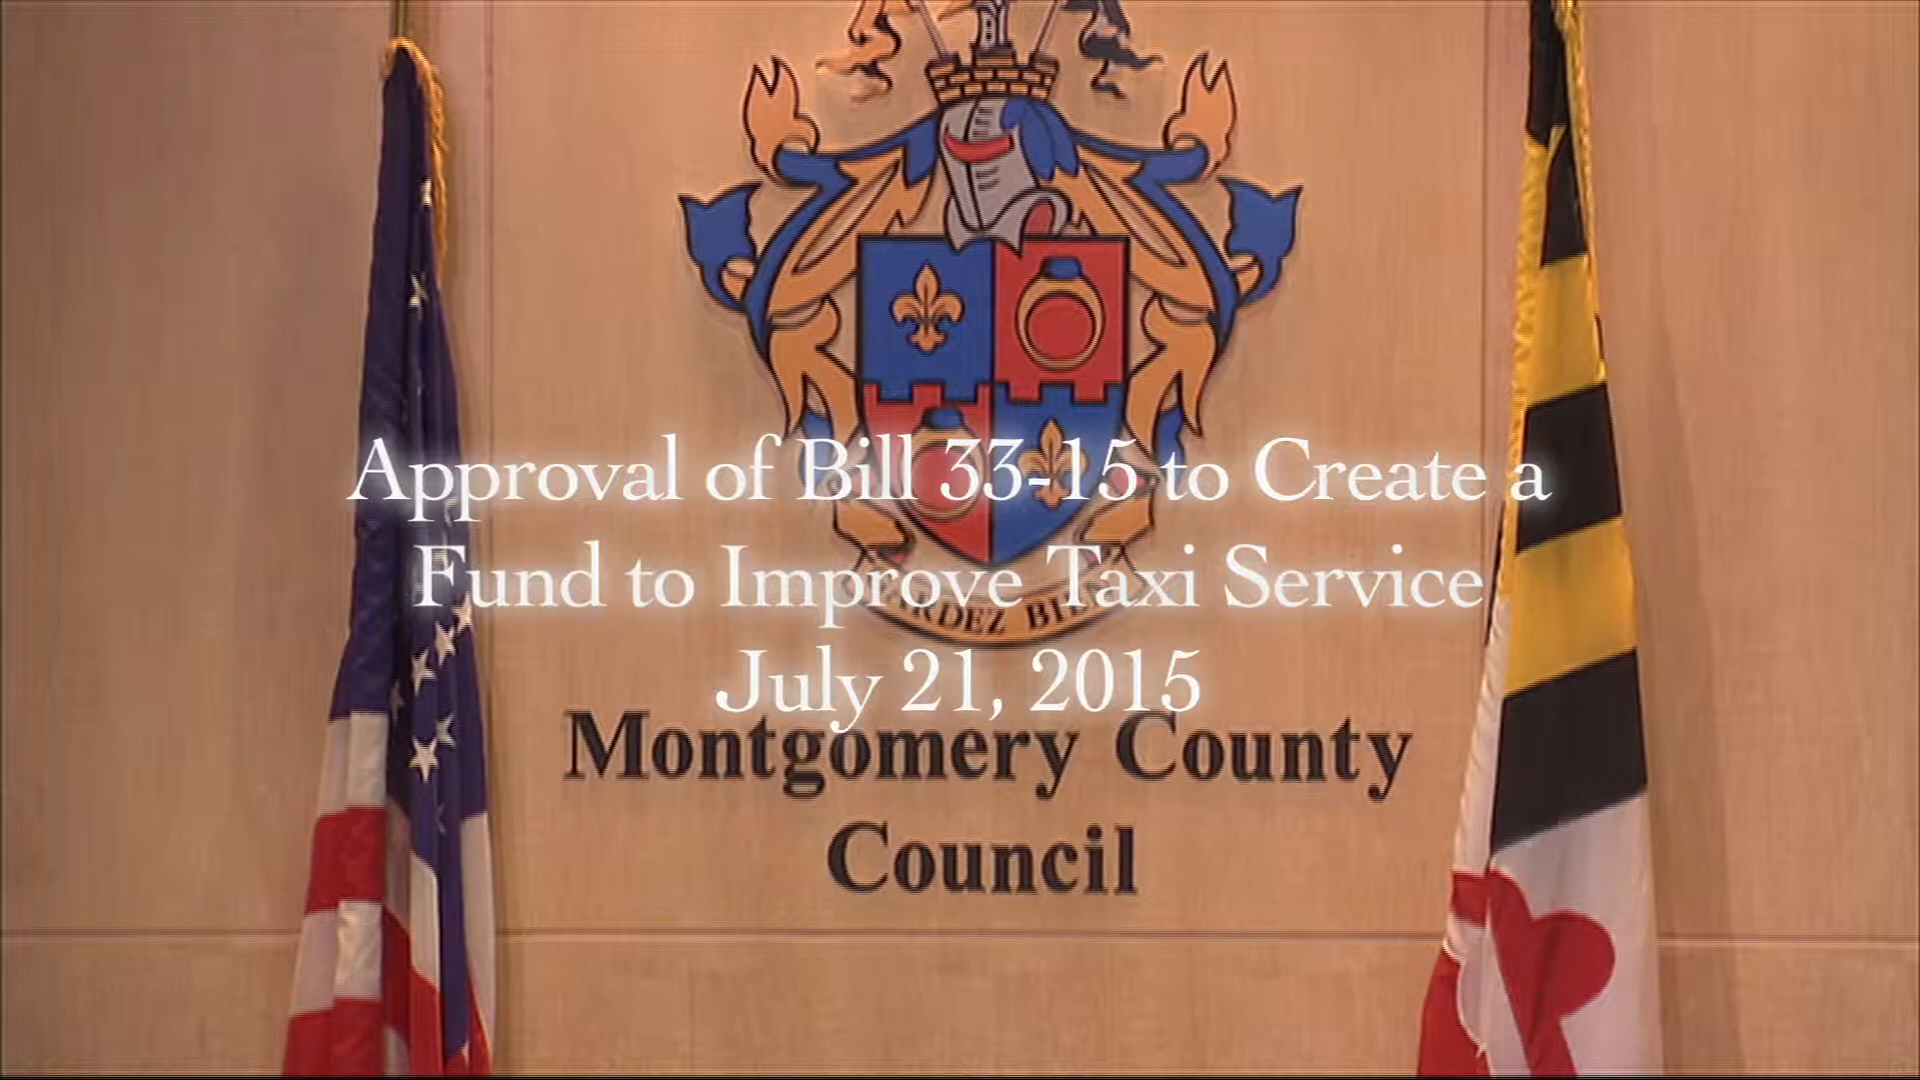 Approval of Bill 33-15 to Create a
Fund to Improve Taxi Service
July 21, 2015
Montgomery County
Council